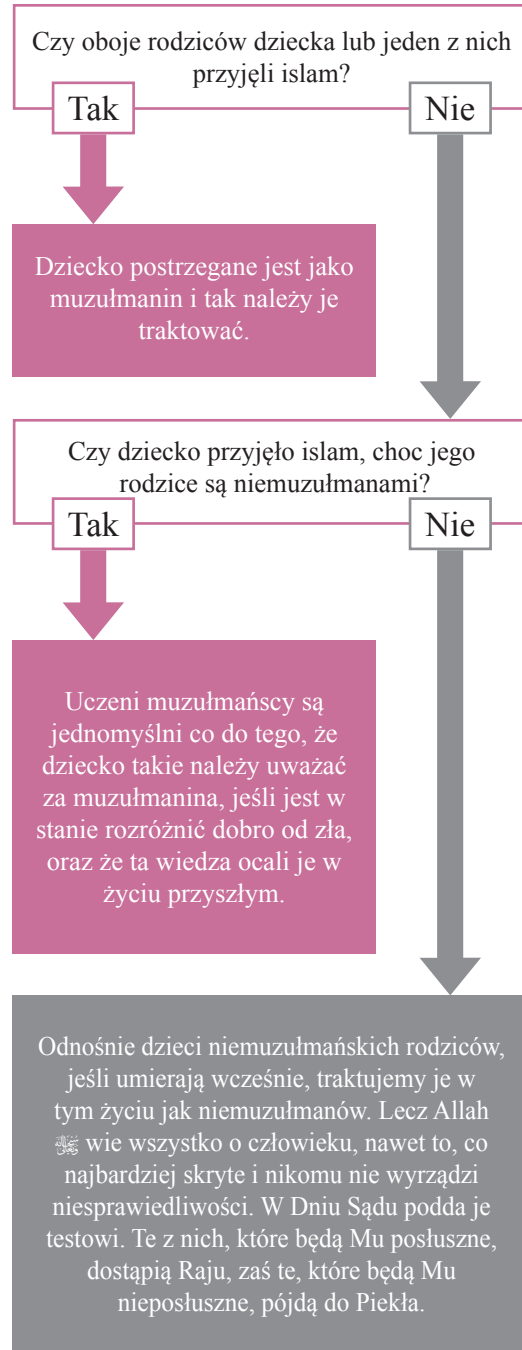 Czy oboje rodziców dziecka lub jeden z nich
przyjęli islam?
Tak
Nie
Dziecko postrzegane jest jako
muzułmanin i tak należy je
traktować.
Czy dziecko przyjęło islam, choc jego
rodzice są niemuzułmanami?
Tak
Nie
Uczeni muzułmańscy są
jednomyślni co do tego, że
dziecko takie należy uważać
za muzułmanina, jeśli jest w
stanie rozróżnić dobro od zła,
oraz że ta wiedza ocali je w
życiu przyszłym.
Odnośnie dzieci niemuzułmańskich rodziców,
jeśli umierają wcześnie, traktujemy je w
tym życiu jak niemuzułmanów. Lecz Allah
wie wszystko o człowieku, nawet to, co
najbardziej skryte i nikomu nie wyrządzi
niesprawiedliwości. W Dniu Sądu podda je
testowi. Te z nich, które będą Mu posłuszne,
dostąpią Raju, zaś te, które będą Mu
nieposłuszne, pójdą do Piekła.